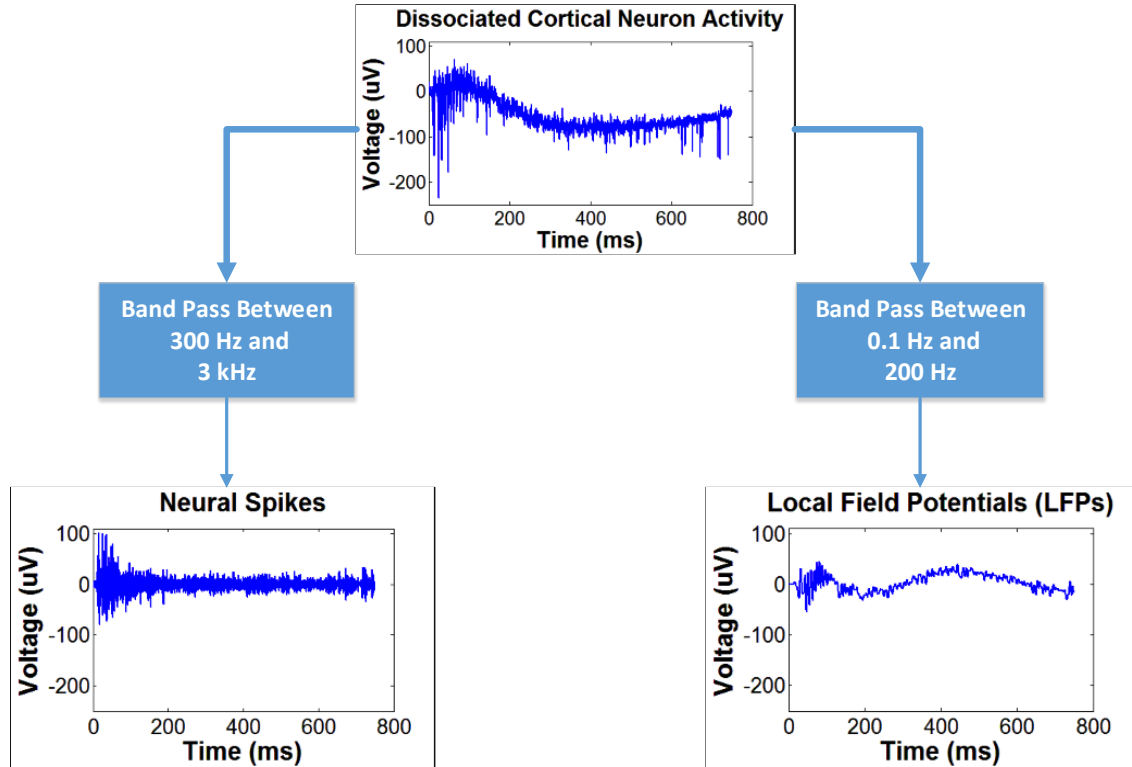 Dissociated Cortical Neuron Activity
Voltage (uV)
100
0
-100
-200
0 200 400 600 800
Time (ms)
Band Pass Between
300 Hz and
3 kHz
Band Pass Between
0.1 Hz and
200 Hz
Neural Spikes
Voltage (uV)
100
0
-100
-200
0 200 400 600 800
Time (ms)
Local Field Potentials (LFPs)
Voltage (uV)
100
0
-100
-200
0 200 400 600 800
Time (ms)